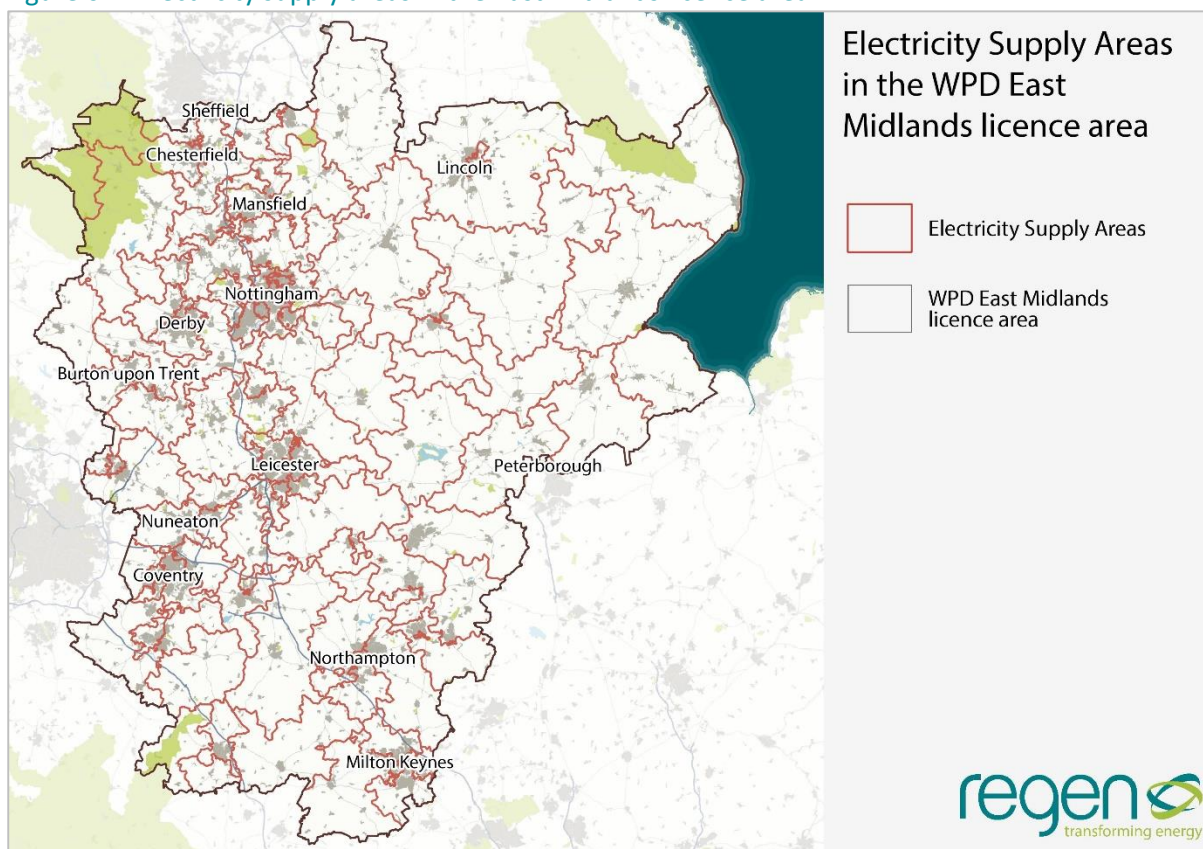 Electricity Supply Areas
in the WPD East
Midlands licence area
Electricity Supply Areas
WPD East Midlands
licence area
Sheffield
Chesterfield
Lincoln
Mansfield
Nottingham
Derby
Burton upon Trent
Leicester
Peterborough
Nuneaton
Coventry
Northampton
Milton Keynes
regen
transforming energy